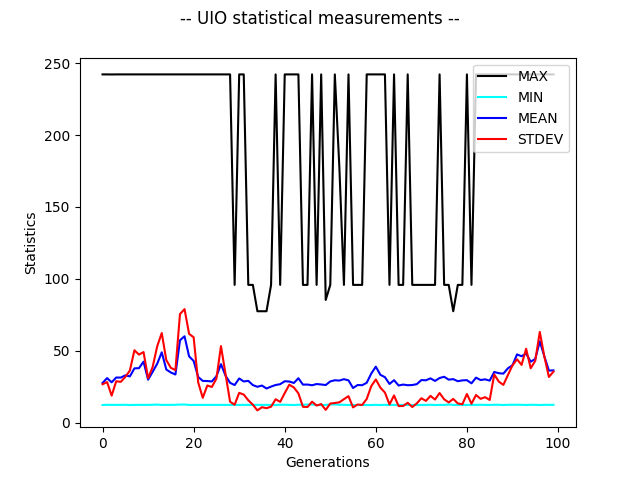 -- UIO statistical measurements --
250
200
150
100
50
0
Statistics
MAX
MIN
MEAN
STDEV
0 20 40 60 80 100
Generations